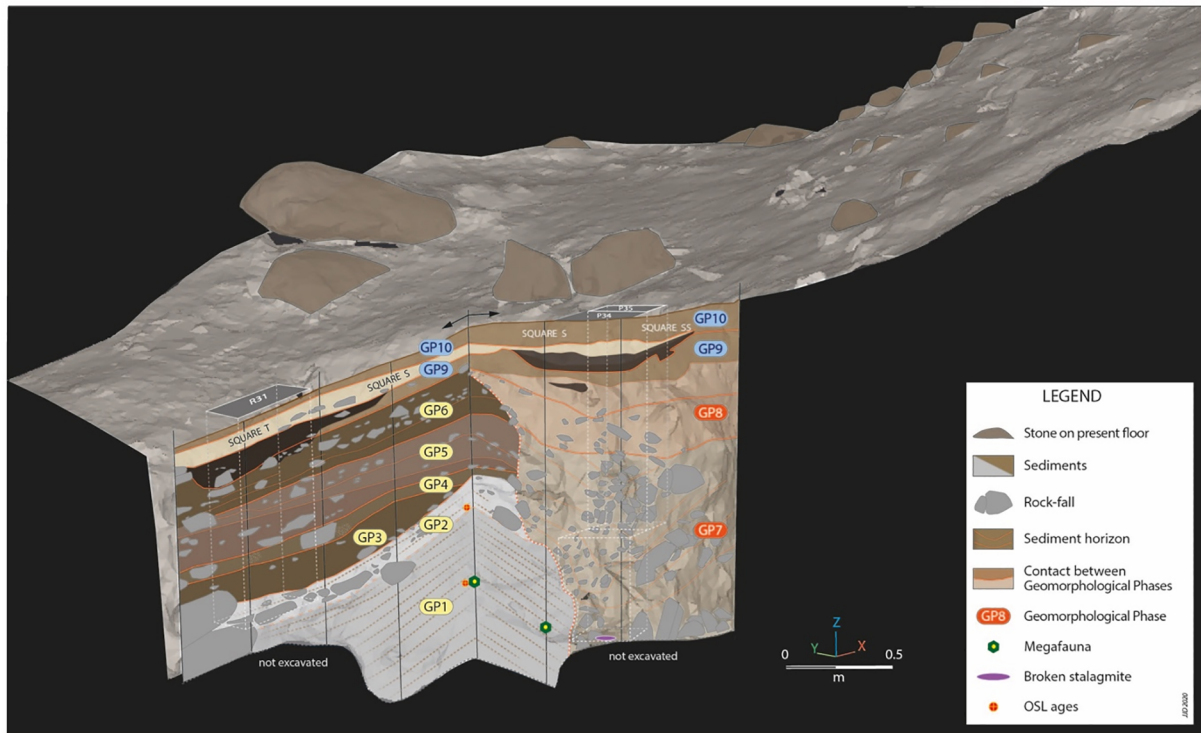 P35
P34
GP10
SQUARE S
SQUARE SS
GP10
GP9
GP9
SQUARE S
R31
SQUARE T
GP6
GP8
GP5
GP4
GP2
GP3
GP7
GP1
not excavated
not excavated
Z
Y
X
0
0.5
m
LEGEND
Stone on present floor
Sediments
Rock-fall
Sediment horizon
Contact between
Geomorphological Phases
GP8
Geomorphological Phase
Megafauna
Broken stalagmite
OSL ages